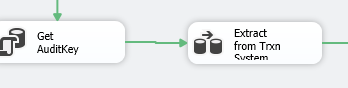 Get
AuditKey
Extract
from Trxn
System